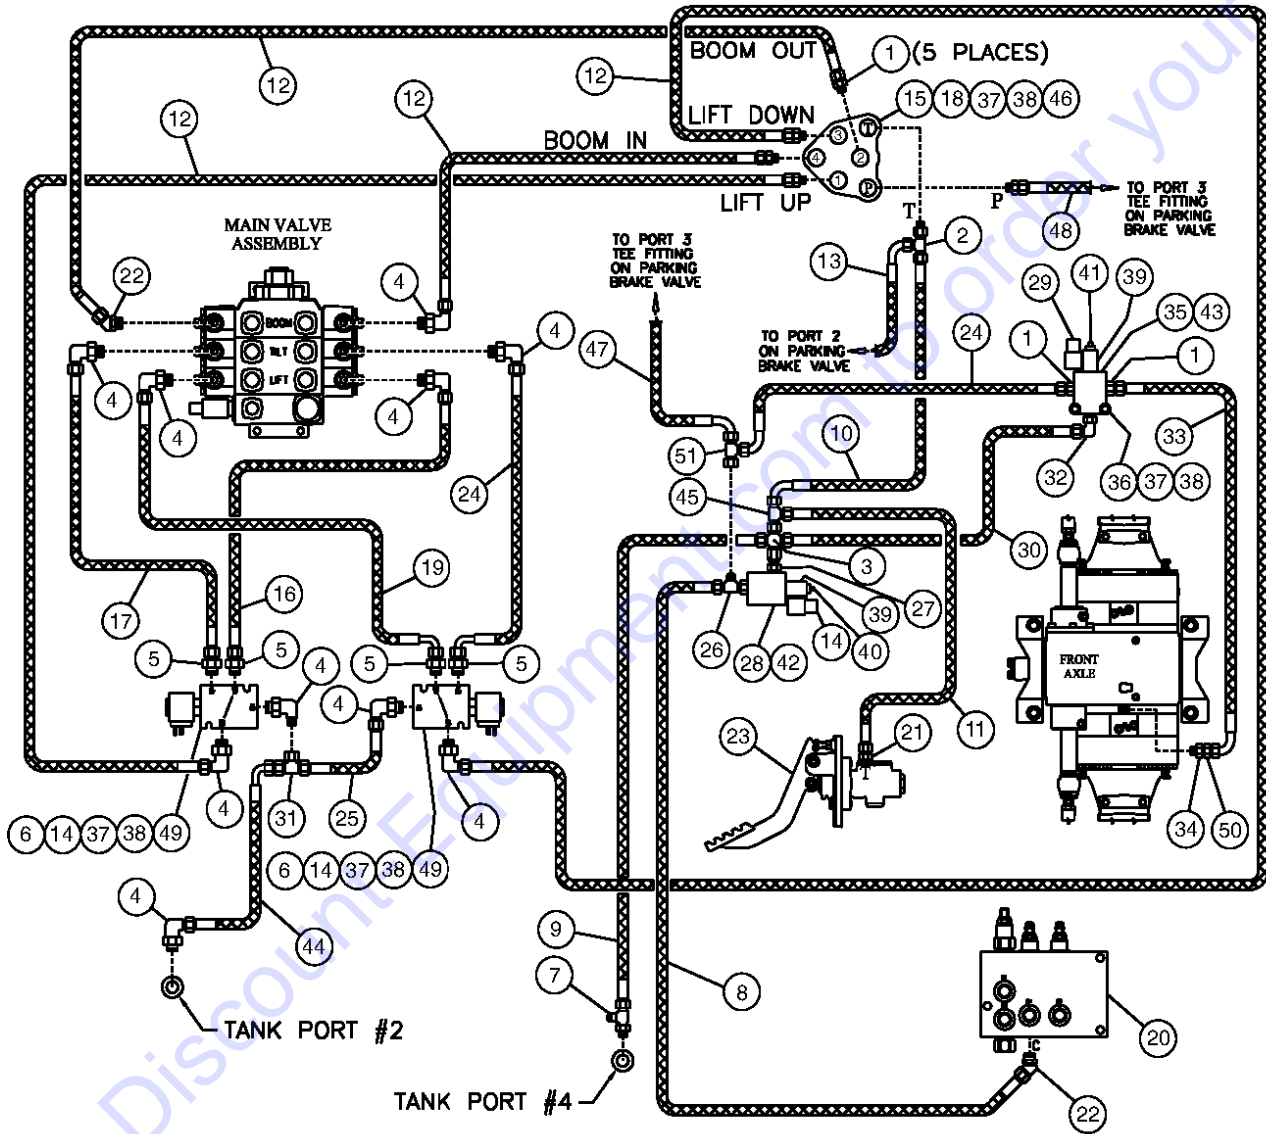 BOOM OUT
1 (5 PLACES)
12
12
12
12
15 18 37 38 46
LIFT DOWN
BOOM IN
LIFT UP
3
T
4
2
1
P
T
P
48
TO PORT 3
TEE FITTING
ON PARKING
BRAKE VALVE
MAIN VALVE
ASSEMBLY
TO PORT 3
TEE FITTING
ON PARKING
BRAKE VALVE
2
13
22
4
BOOM
TILT
LIFT
4
4
4
4
47
TO PORT 2
ON PARKING
BRAKE VALVE
24
29
41
39
35 43
1
1
33
32
36 37 38
10
51
45
24
30
3
17
16
19
39
27
26
28 42
14
40
5
5
5
5
4
4
FRONT
AXLE
11
21
23
34 50
4
31
25
4
6 14 37 38 49
6 14 37 38 49
4
44
9
7
8
20
C
22
TANK PORT #2
TANK PORT #4
Discount-Equipment.com to order your